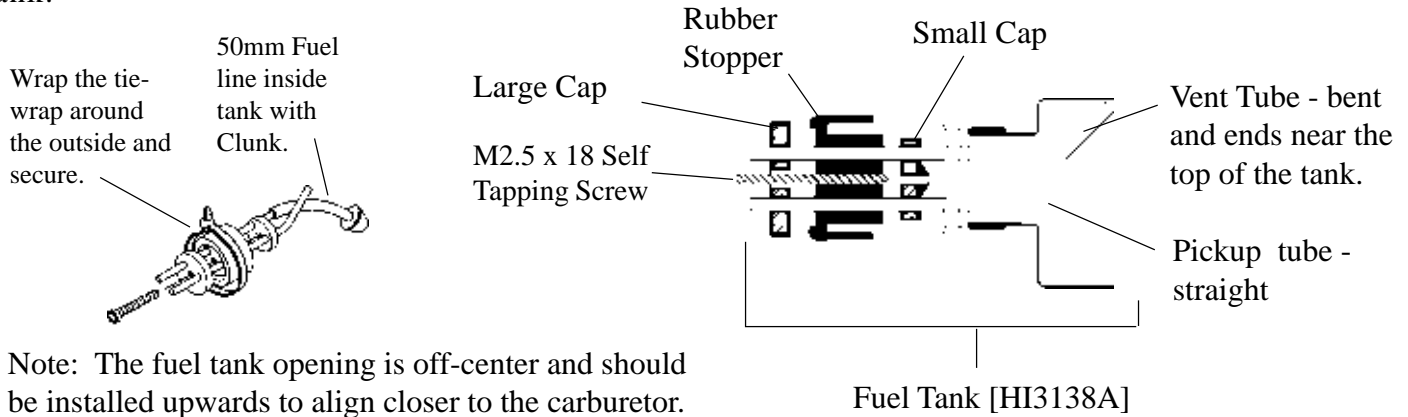 Wrap the tie-
wrap around
the outside and
secure.
50mm Fuel
line inside
tank with
Clunk.
Rubber
Stopper
Small Cap
Large Cap
M2.5 x 18 Self
Tapping Screw
Vent Tube - bent
and ends near the
top of the tank.
Pickup tube -
straight
Note: The fuel tank opening is off-center and should
be installed upwards to align closer to the carburetor.
Fuel Tank [HI3138A]